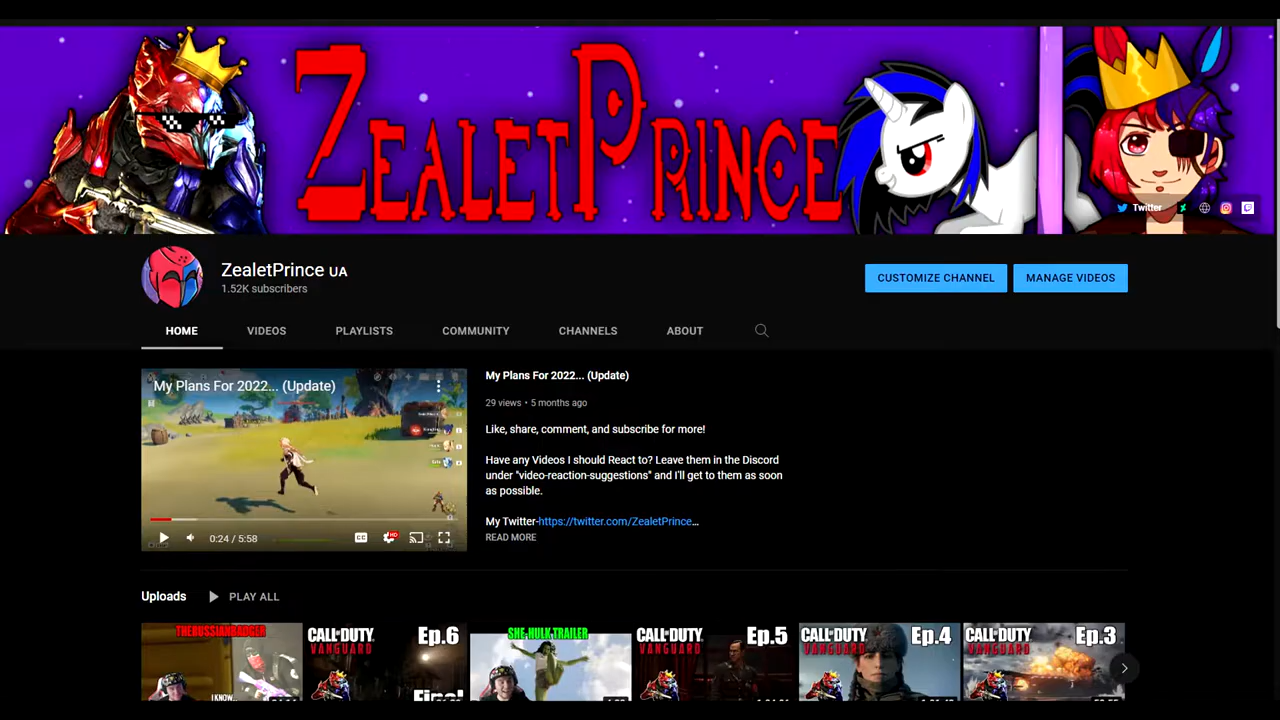 ZEALETPRINCE
Twitter
ZealetPrince UA
1.52K subscribers
CUSTOMIZE CHANNEL
MANAGE VIDEOS
HOME
VIDEOS
PLAYLISTS
COMMUNITY
CHANNELS
ABOUT
My Plans For 2022... (Update)
0:24 / 5:58
CC
HD
My Plans For 2022... (Update)
29 views • 5 months ago
Like, share, comment, and subscribe for more!
Have any Videos I should React to? Leave them in the Discord
under "video-reaction-suggestions" and I'll get to them as soon
as possible.
My Twitter-https://twitter.com/ZealetPrince...
READ MORE
Uploads
PLAY ALL
THERUSSIANBADGER
I KNOW...
CALL OF DUTY
VANGUARD
Ep.6
Final
SHE-HULK TRAILER
CALL OF DUTY
VANGUARD
Ep.5
CALL OF DUTY
VANGUARD
Ep.4
CALL OF DUTY
VANGUARD
Ep.3